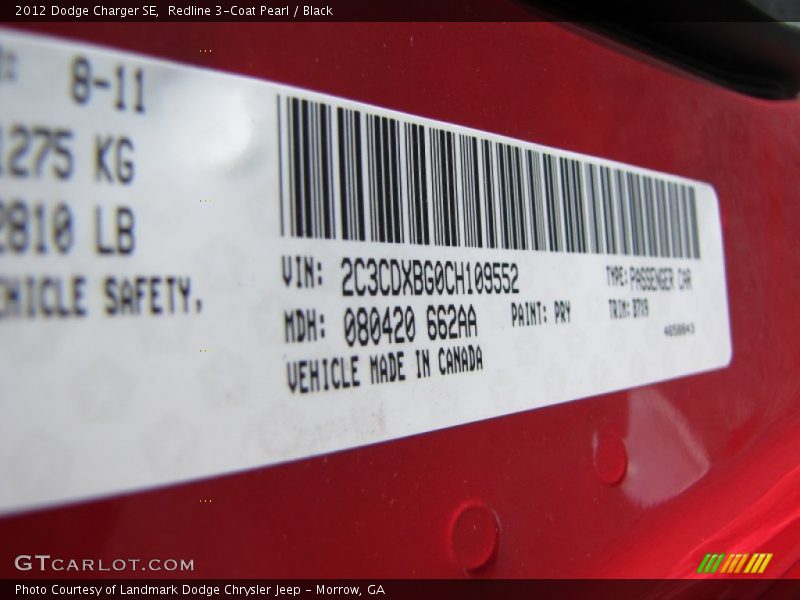 2012 Dodge Charger SE,  Redline 3-Coat Pearl / Black
8-11
1275 KG
2810 LB
VEHICLE SAFETY.
VIN: 2C3CDXBG0CH109552
TYPE: PASSENGER CAR
MDH: 080420 662AA
PAINT: PRY
TRIM:
VEHICLE MADE IN CANADA
GTCARLOT.COM
Photo Courtesy of Landmark Dodge Chrysler Jeep - Morrow, GA